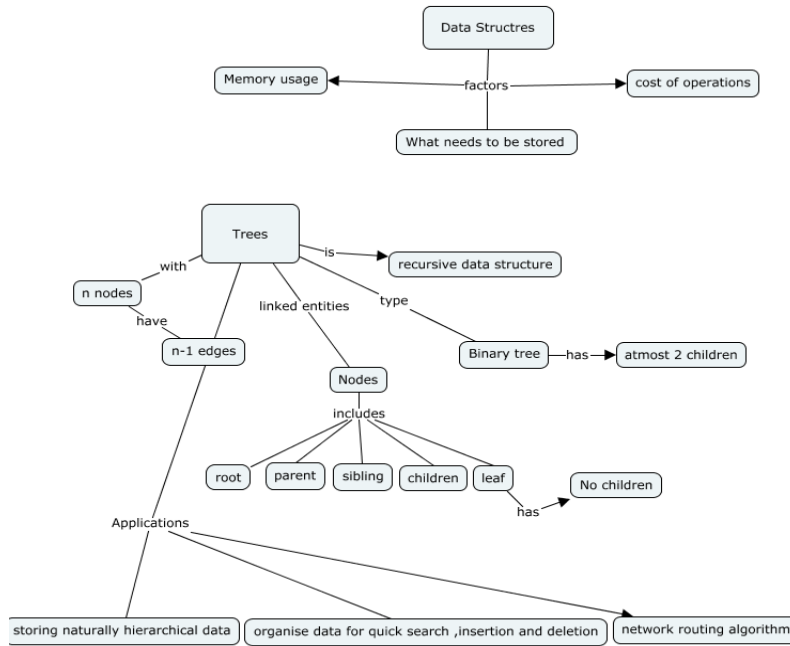 Data Structres
Memory usage
factors
cost of operations
What needs to be stored
Trees
is
recursive data structure
with
n nodes
linked entities
type
have
n-1 edges
Binary tree
has
atmost 2 children
Nodes
includes
root
parent
sibling
children
leaf
No children
has
Applications
storing naturally hierarchical data
organise data for quick search ,insertion and deletion
network routing algorithm